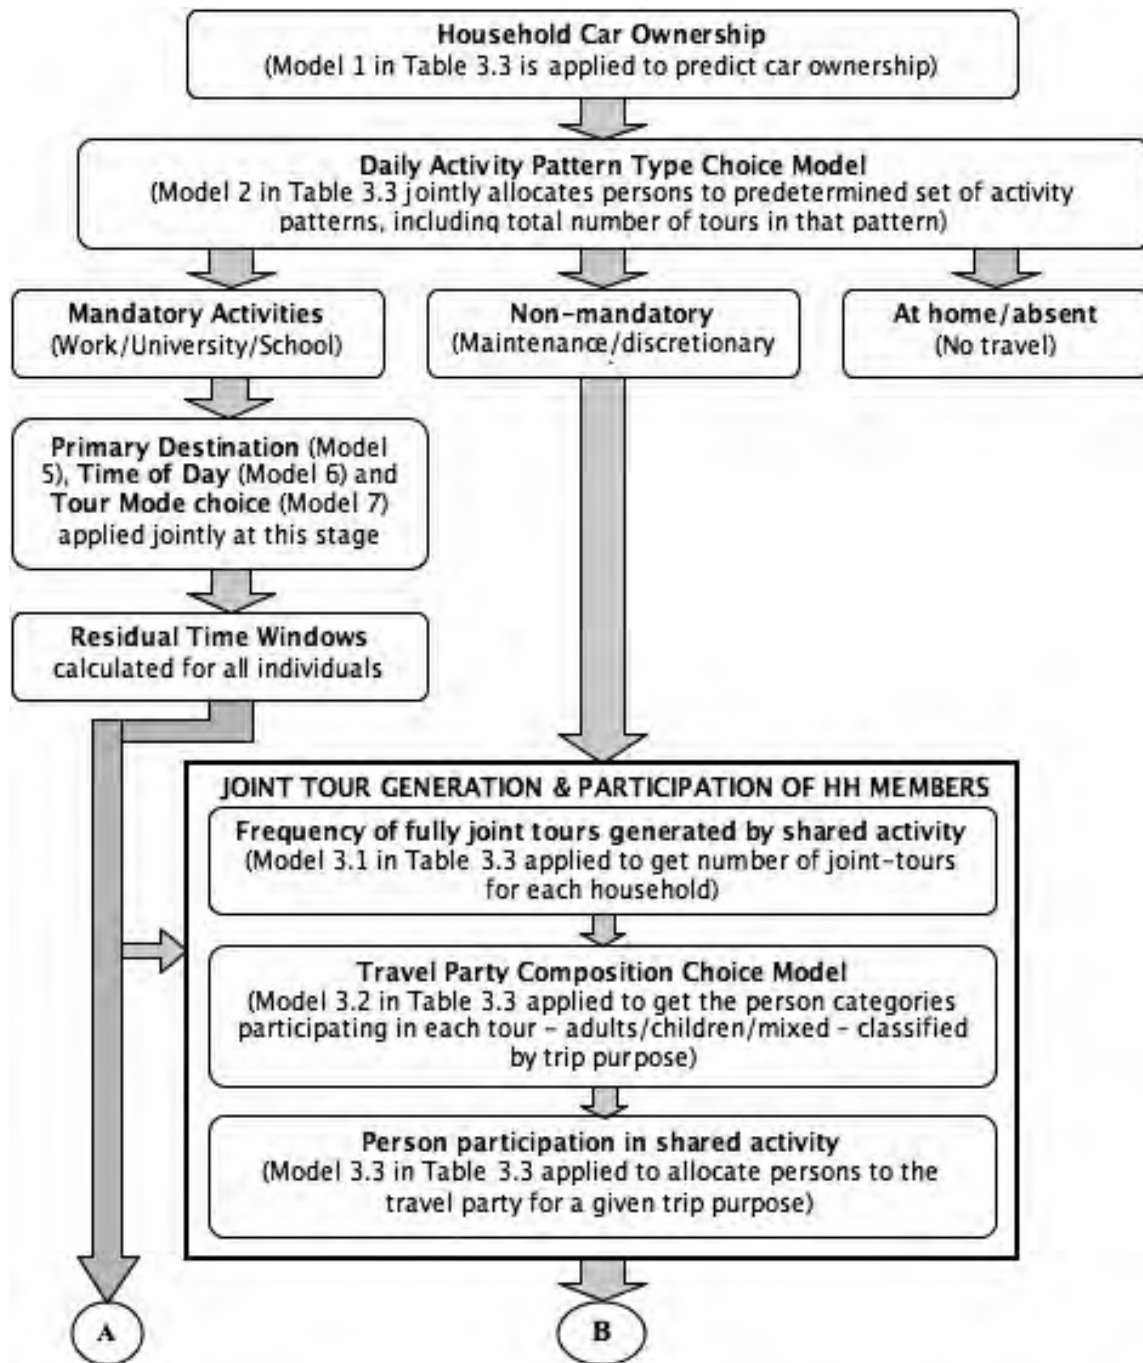 Household Car Ownership
(Model 1 in Table 3.3 is applied to predict car ownership)
Daily Activity Pattern Type Choice Model
(Model 2 in Table 3.3 jointly allocates persons to predetermined set of activity
patterns, including total number of tours in that pattern)
Mandatory Activities
(Work/University/School)
Non-mandatory
(Maintenance/discretionary
At home/absent
(No travel)
Primary Destination (Model
5), Time of Day (Model 6) and
Tour Mode choice (Model 7)
applied jointly at this stage
Residual Time Windows
calculated for all individuals
JOINT TOUR GENERATION & PARTICIPATION OF HH MEMBERS
Frequency of fully joint tours generated by shared activity
(Model 3.1 in Table 3.3 applied to get number of joint-tours
for each household)
Travel Party Composition Choice Model
(Model 3.2 in Table 3.3 applied to get the person categories
participating in each tour - adults/children/mixed - classified
by trip purpose)
Person participation in shared activity
(Model 3.3 in Table 3.3 applied to allocate persons to the
travel party for a given trip purpose)
A
B